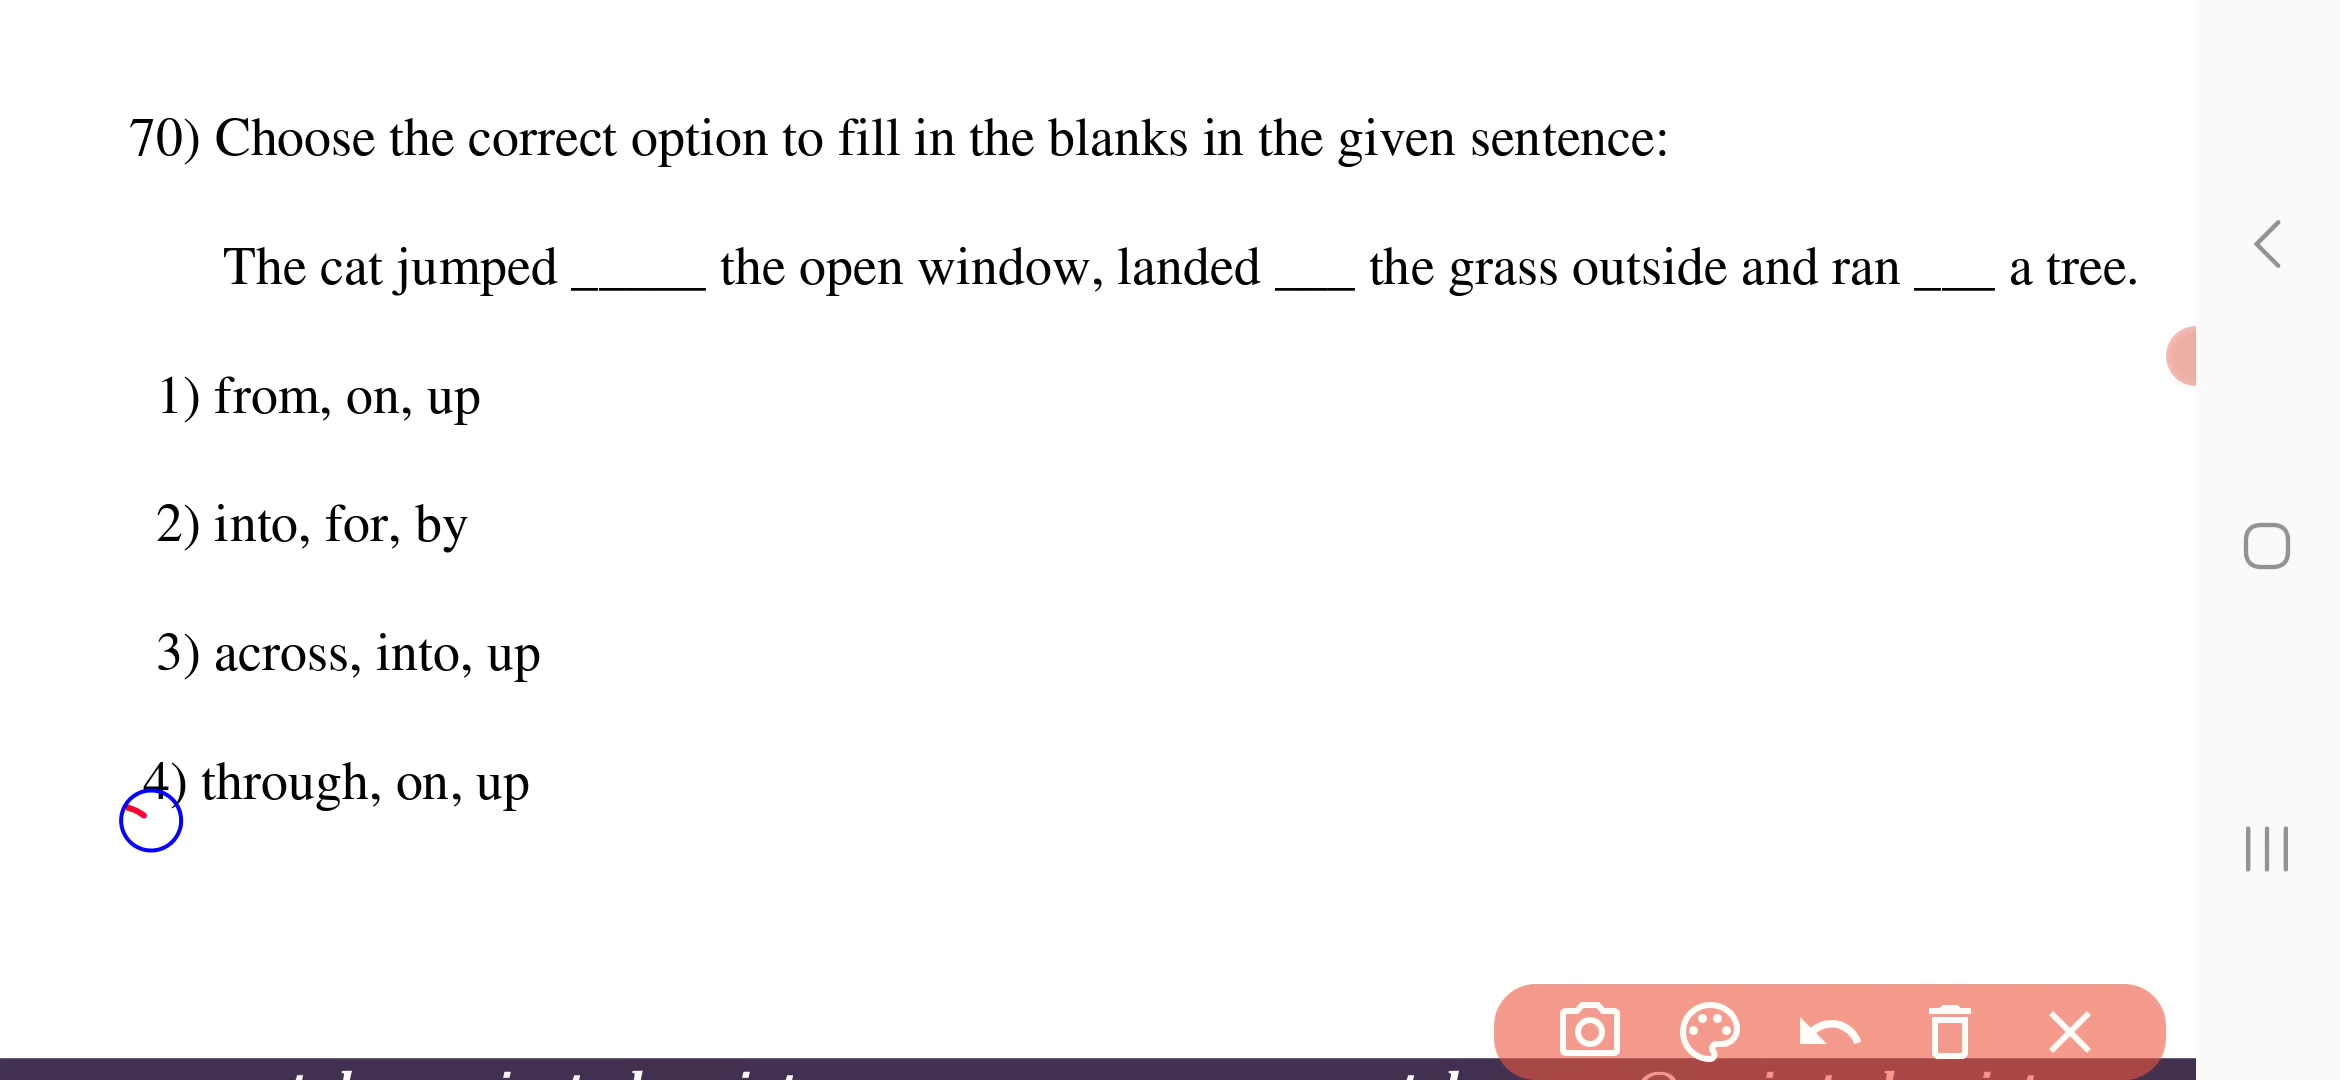 70) Choose the correct option to fill in the blanks in the given sentence:
The cat jumped _____ the open window, landed ___ the grass outside and ran ___ a tree.
1) from, on, up
2) into, for, by
3) across, into, up
4) through, on, up